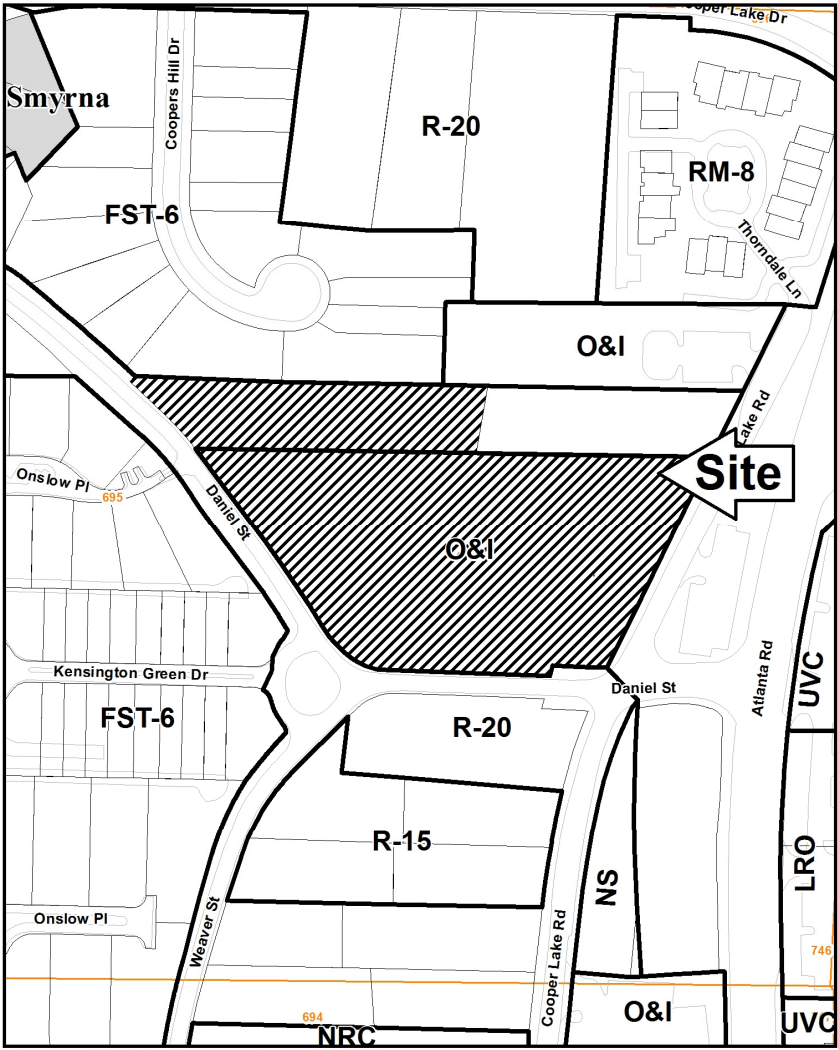 ooper Lake Dr
Coopers Hill Dr
Smyrna
R-20
RM-8
FST-6
Thorndale Ln
O&I
Lake Rd
Site
Onslow Pl
695
Daniel St
O&I
Kensington Green Dr
Daniel St
Atlanta Rd
UVC
FST-6
R-20
R-15
LRO
NS
Onslow Pl
Weaver St
Cooper Lake Rd
746
694
O&I
NRC
UVC